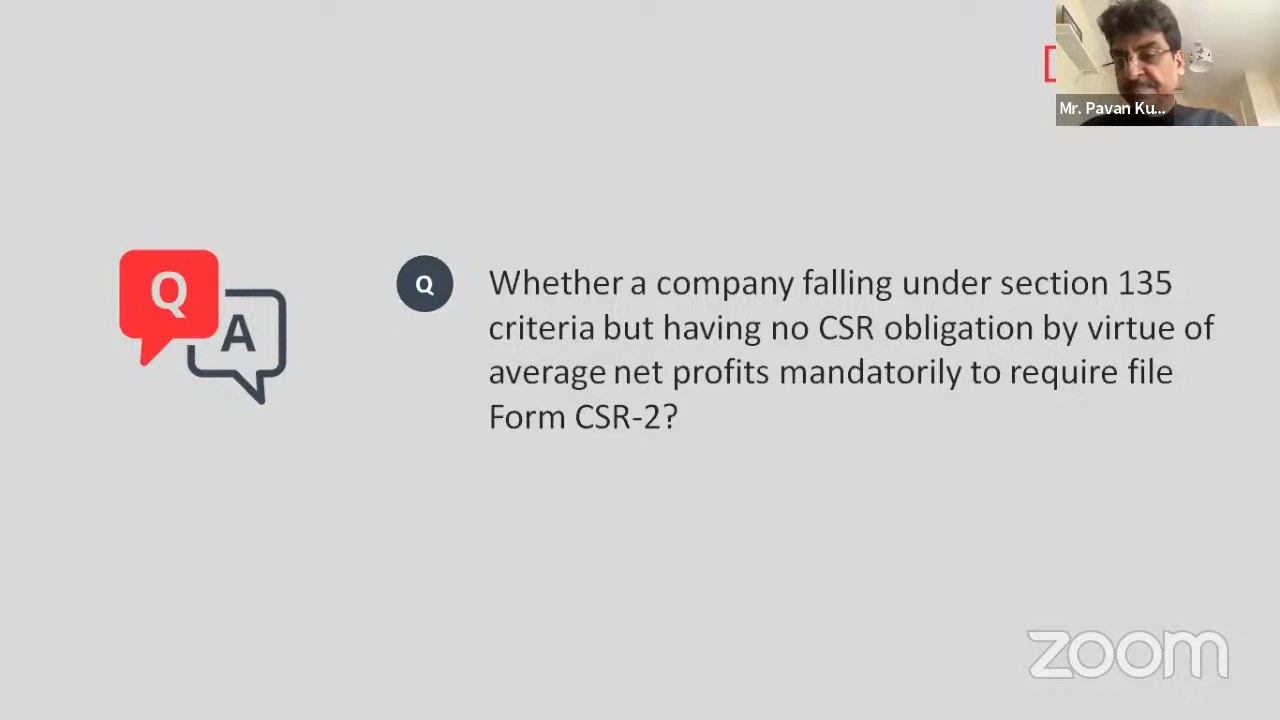 Mr. Pavan Ku...
Q
A
Q
Whether a company falling under section 135
criteria but having no CSR obligation by virtue of
average net profits mandatorily to require file
Form CSR-2?
zoom